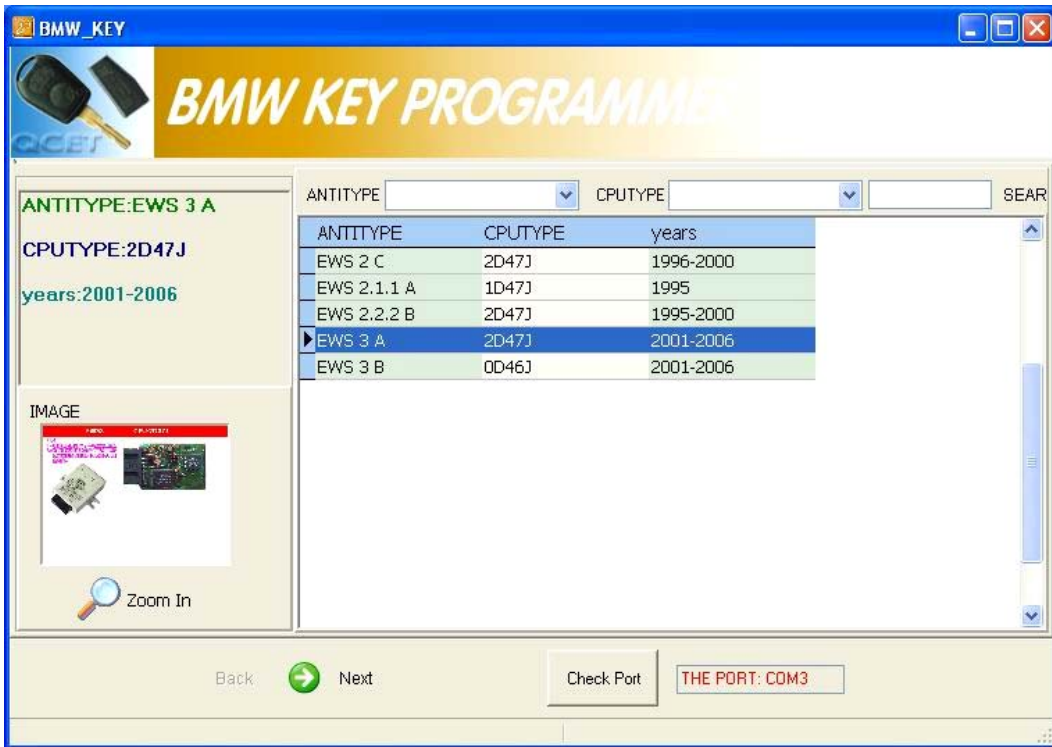 BMW_KEY
BMW KEY PROGRAMMER
QCET
ANTITYPE:EWS 3 A
CPUTYPE:2D47J
years:2001-2006
ANTITYPE
CPUTYPE
SEAR
ANTITYPE CPUTYPE years
EWS 2 C 2D47J 1996-2000
EWS 2.1.1 A 1D47J 1995
EWS 2.2.2 B 2D47J 1995-2000
EWS 3 A 2D47J 2001-2006
EWS 3 B 0D46J 2001-2006
IMAGE
Zoom In
Back
Next
Check Port
THE PORT: COM3